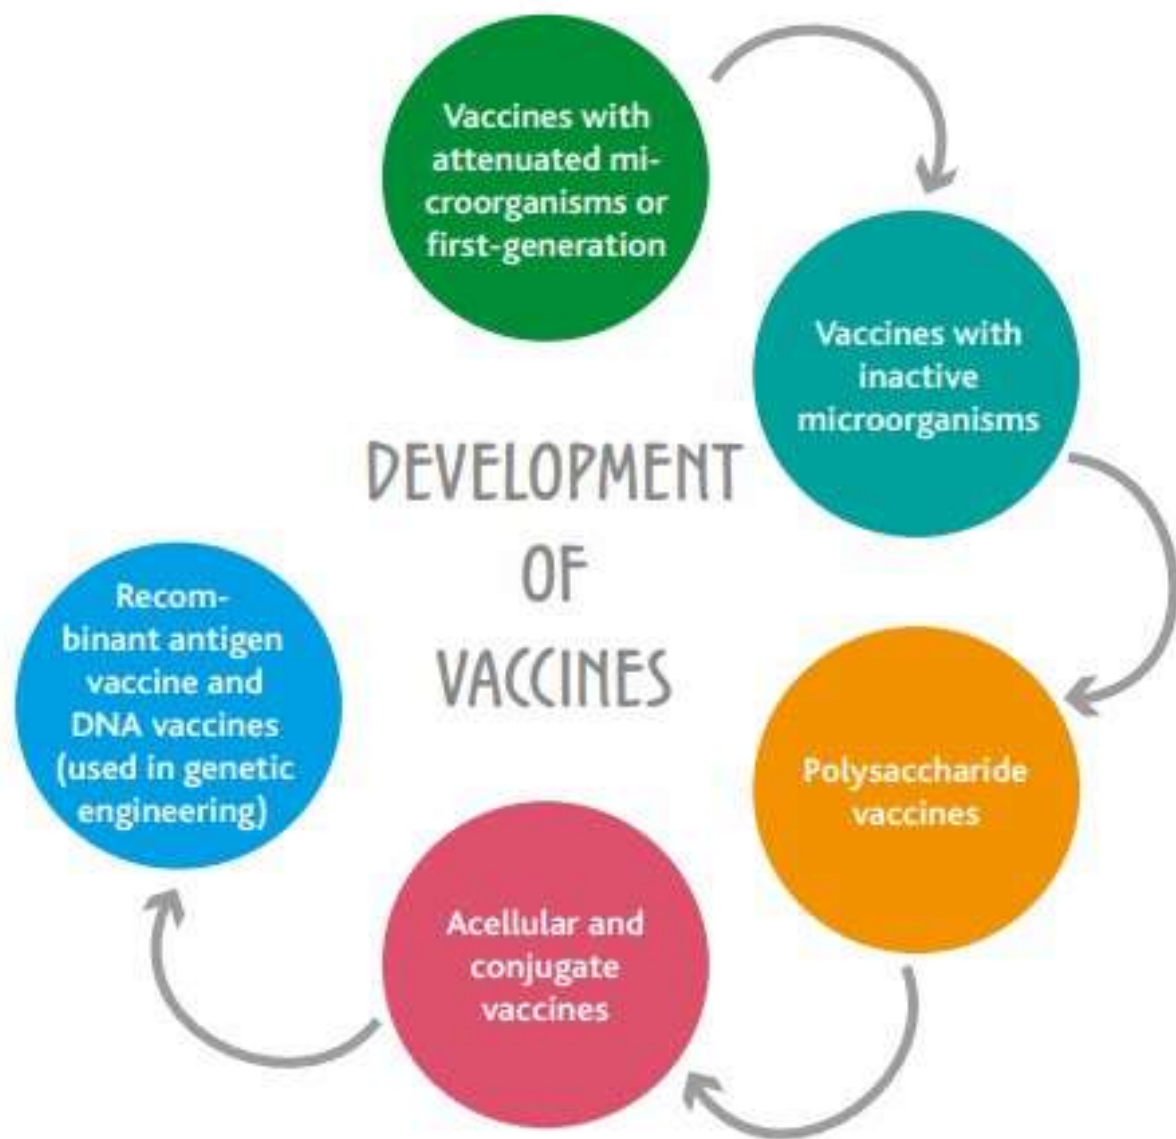 Vaccines with
attenuated mi-
croorganisms or
first-generation
Vaccines with
inactive
microorganisms
DEVELOPMENT
OF
VACCINES
Polysaccharide
vaccines
Acellular and
conjugate
vaccines
Recom-
binant antigen
vaccine and
DNA vaccines
(used in genetic
engineering)